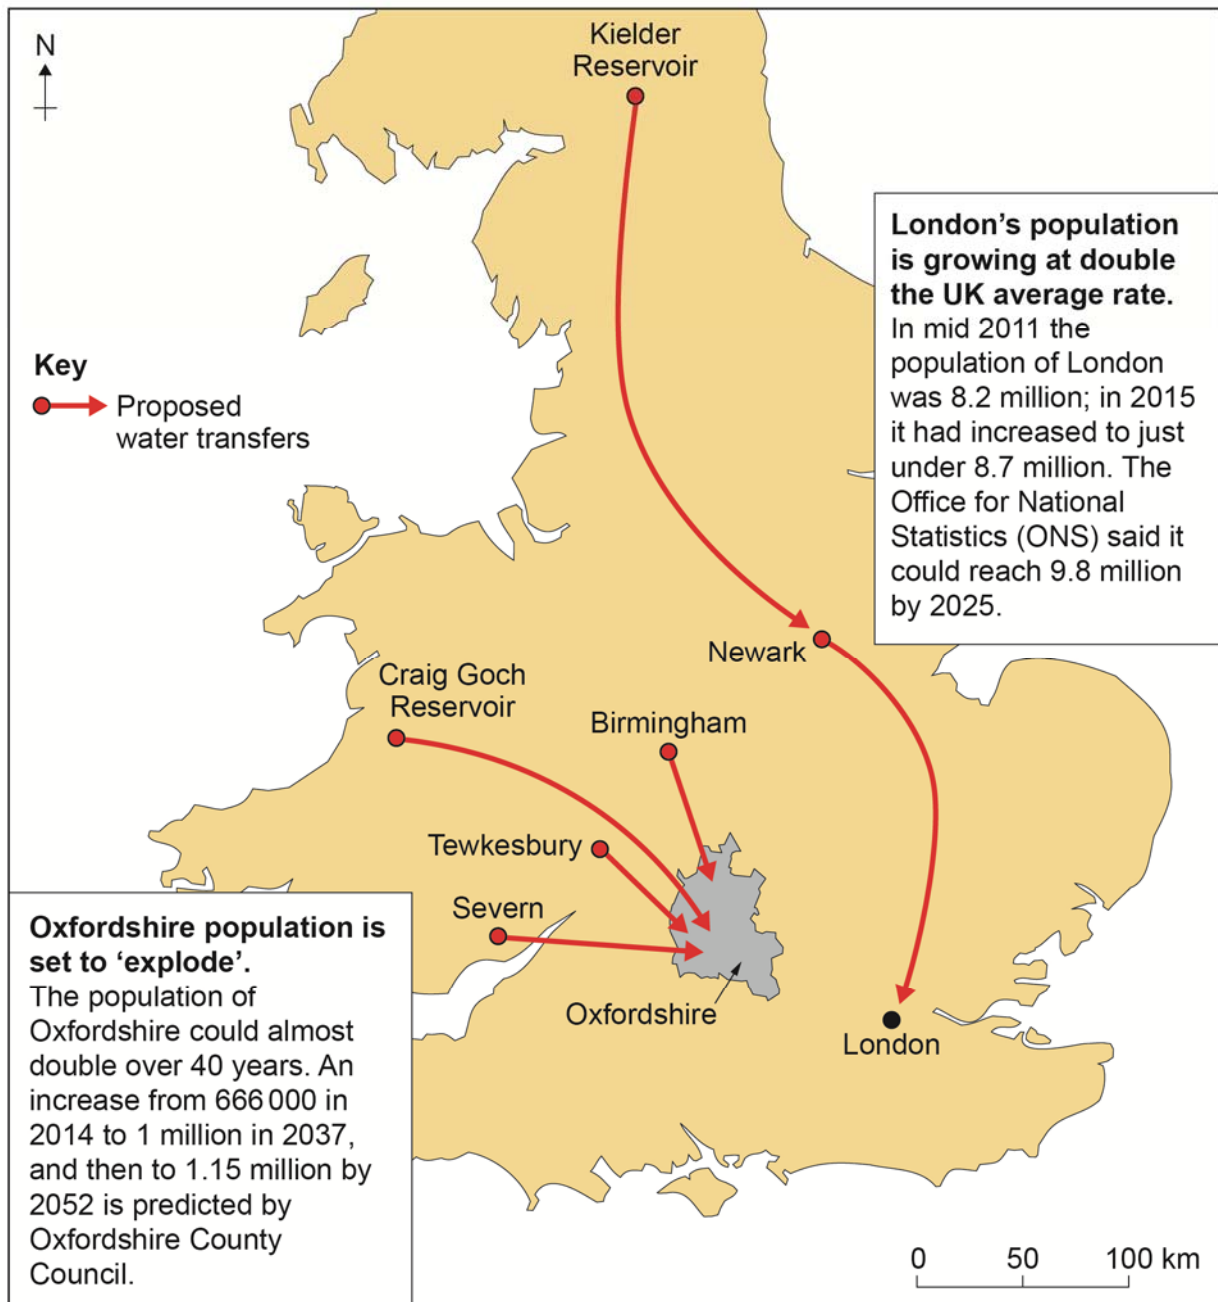 N
Kielder
Reservoir
London’s population
is growing at double
the UK average rate.
In mid 2011 the
population of London
was 8.2 million; in 2015
it had increased to just
under 8.7 million. The
Office for National
Statistics (ONS) said it
could reach 9.8 million
by 2025.
Key
Proposed
water transfers
Newark
Craig Goch
Reservoir
Birmingham
Tewkesbury
Severn
Oxfordshire
London
Oxfordshire population is
set to ‘explode’.
The population of
Oxfordshire could almost
double over 40 years. An
increase from 666 000 in
2014 to 1 million in 2037,
and then to 1.15 million by
2052 is predicted by
Oxfordshire County
Council.
0 50 100 km